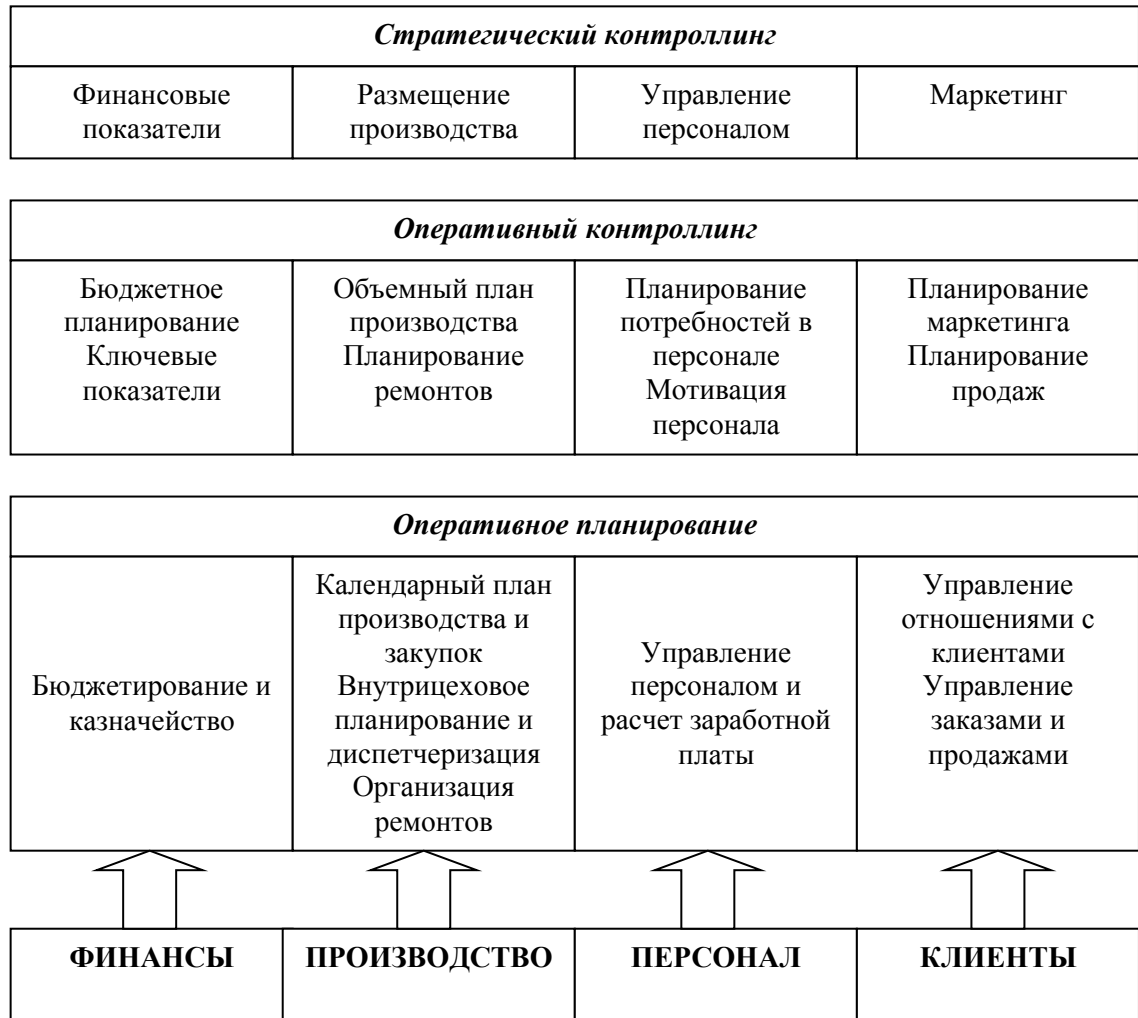 Стратегический контроллинг
Финансовые
показатели
Размещение
производства
Управление
персоналом
Маркетинг
Оперативный контроллинг
Бюджетное
планирование
Ключевые
показатели
Объемный план
производства
Планирование
ремонтов
Планирование
потребностей в
персонале
Мотивация
персонала
Планирование
маркетинга
Планирование
продаж
Оперативное планирование
Бюджетирование и
казначейство
Календарный план
производства и
закупок
Внутрицеховое
планирование и
диспетчеризация
Организация
ремонтов
Управление
персоналом и
расчет заработной
платы
Управление
отношениями с
клиентами
Управление
заказами и
продажами
ФИНАНСЫ
ПРОИЗВОДСТВО
ПЕРСОНАЛ
КЛИЕНТЫ